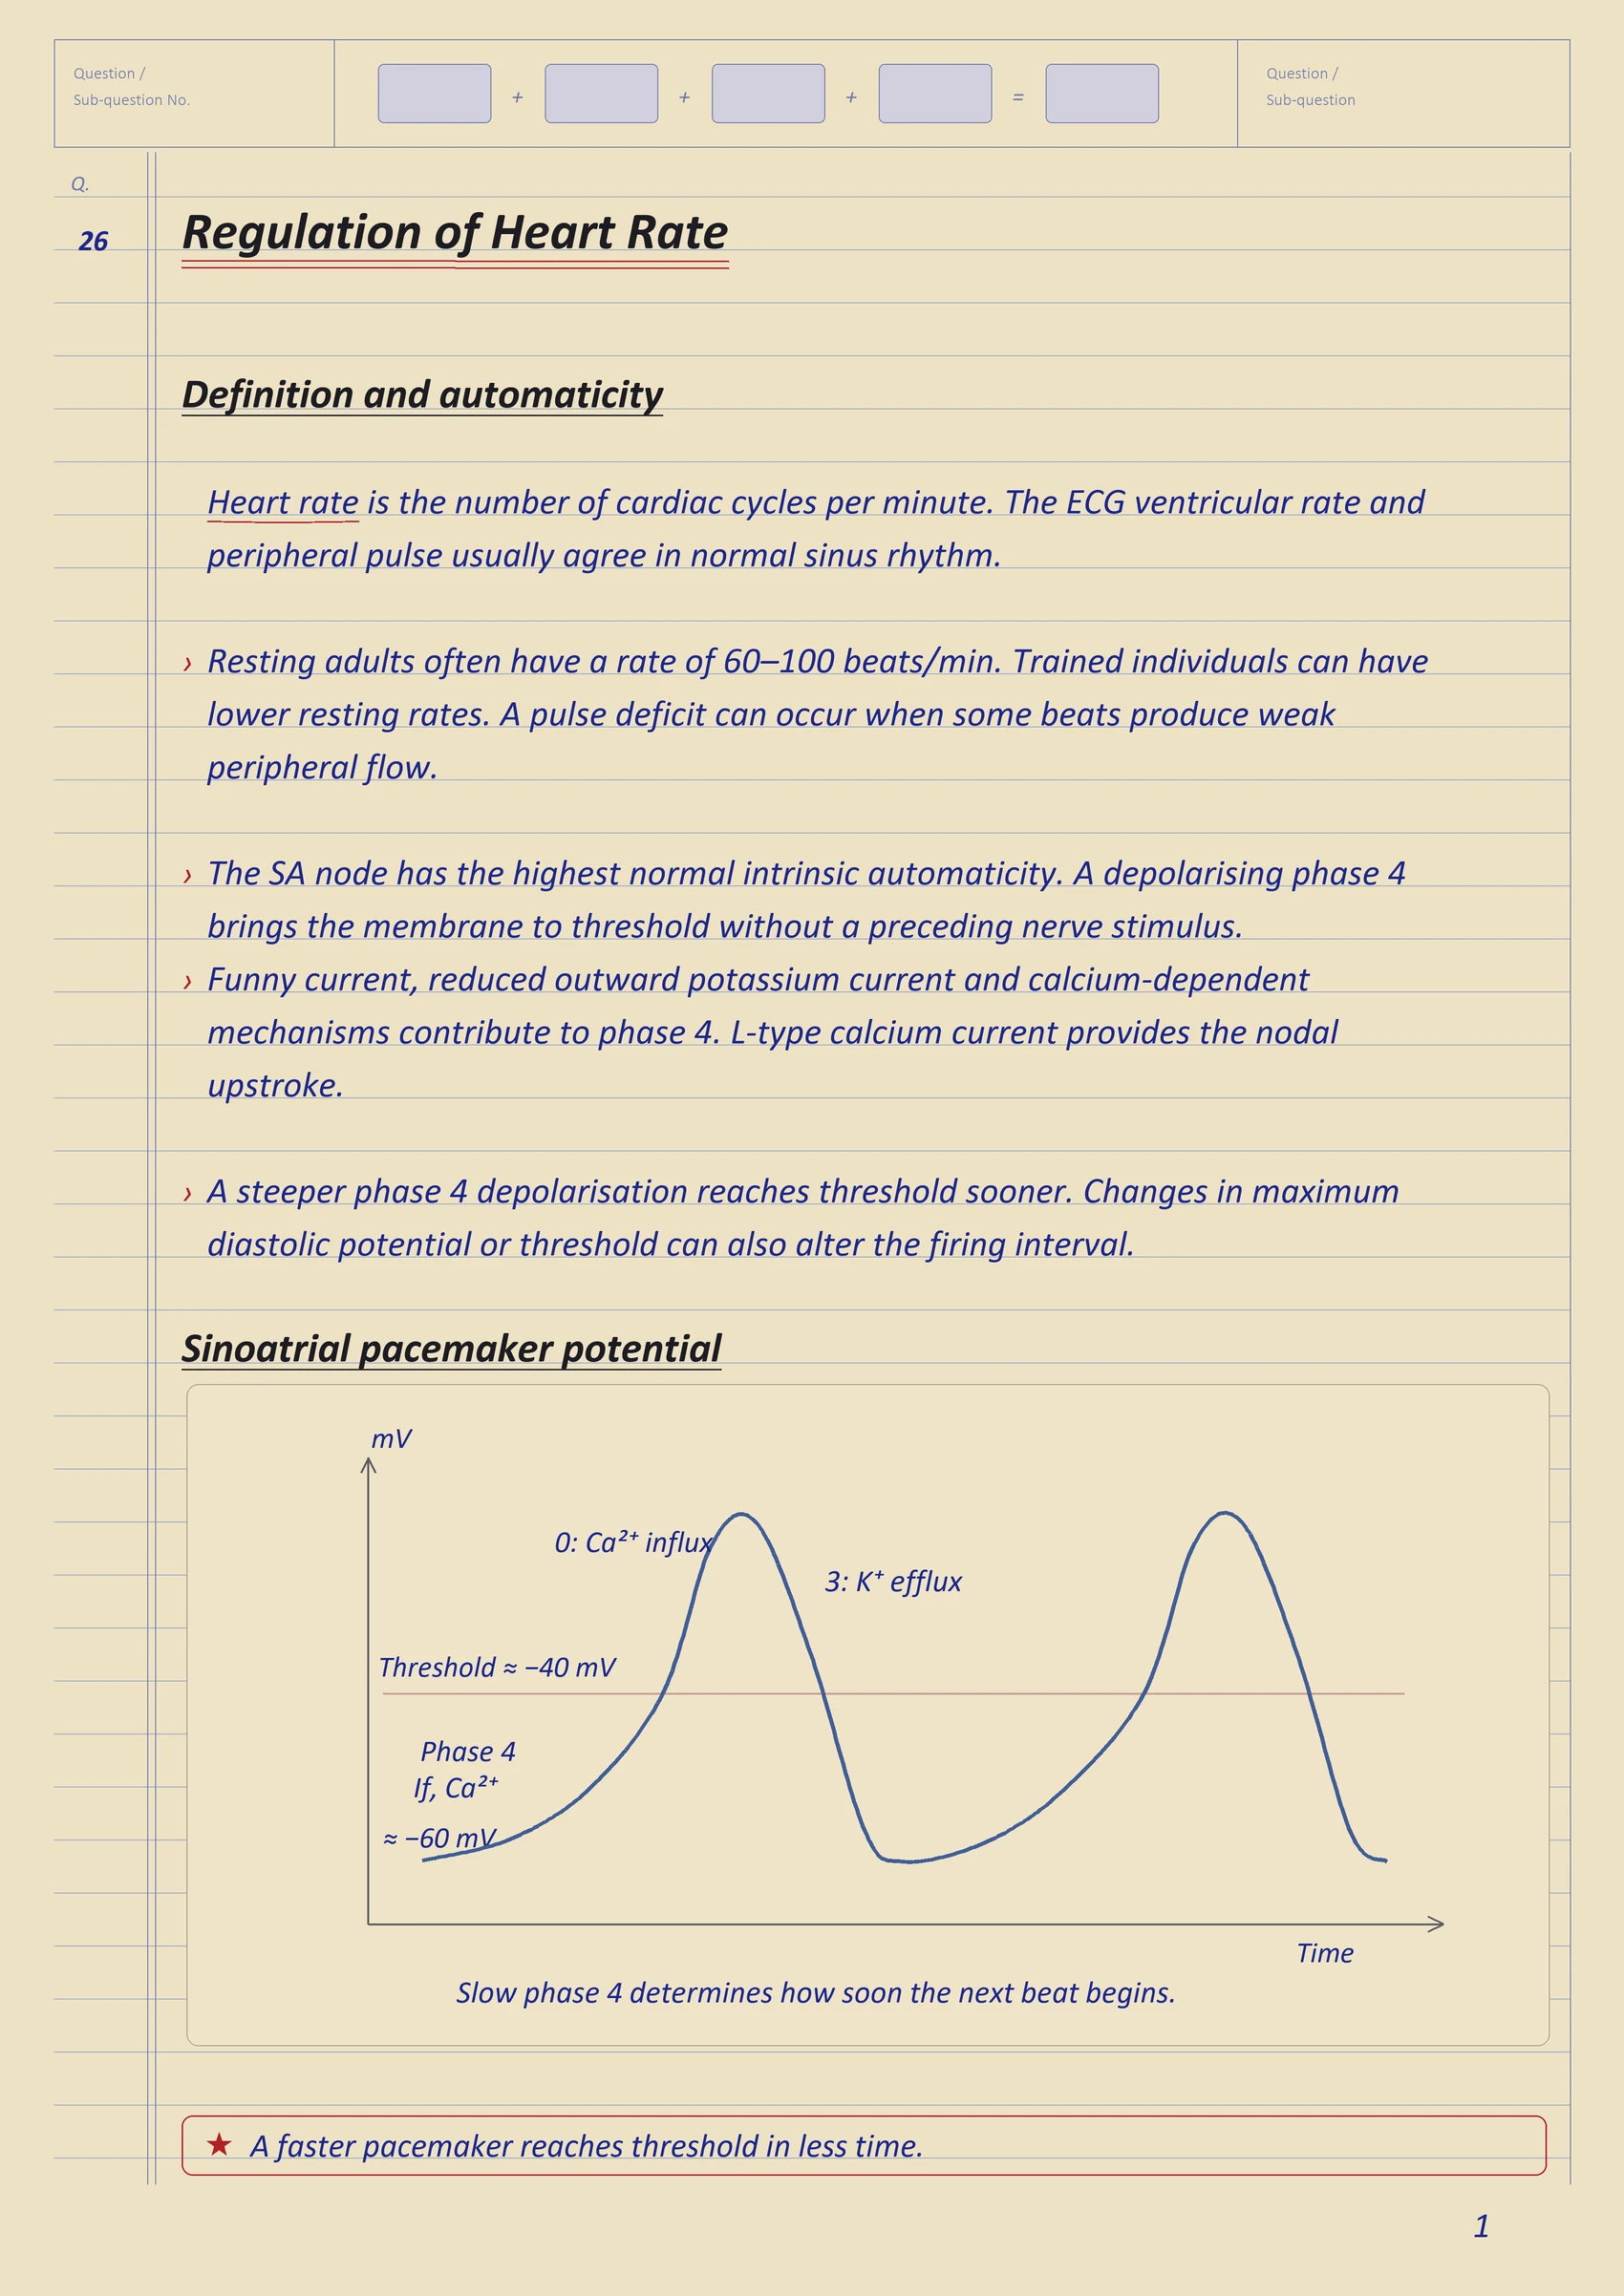 Question /
Sub-question No.
+ + + =
Question /
Sub-question
Q.
26
Regulation of Heart Rate
Definition and automaticity
Heart rate is the number of cardiac cycles per minute. The ECG ventricular rate and
peripheral pulse usually agree in normal sinus rhythm.
› Resting adults often have a rate of 60–100 beats/min. Trained individuals can have
lower resting rates. A pulse deficit can occur when some beats produce weak
peripheral flow.
› The SA node has the highest normal intrinsic automaticity. A depolarising phase 4
brings the membrane to threshold without a preceding nerve stimulus.
› Funny current, reduced outward potassium current and calcium-dependent
mechanisms contribute to phase 4. L-type calcium current provides the nodal
upstroke.
› A steeper phase 4 depolarisation reaches threshold sooner. Changes in maximum
diastolic potential or threshold can also alter the firing interval.
Sinoatrial pacemaker potential
mV
0: Ca²⁺ influx
3: K⁺ efflux
Threshold ≈ −40 mV
Phase 4
If, Ca²⁺
≈ −60 mV
Time
Slow phase 4 determines how soon the next beat begins.
★ A faster pacemaker reaches threshold in less time.
1